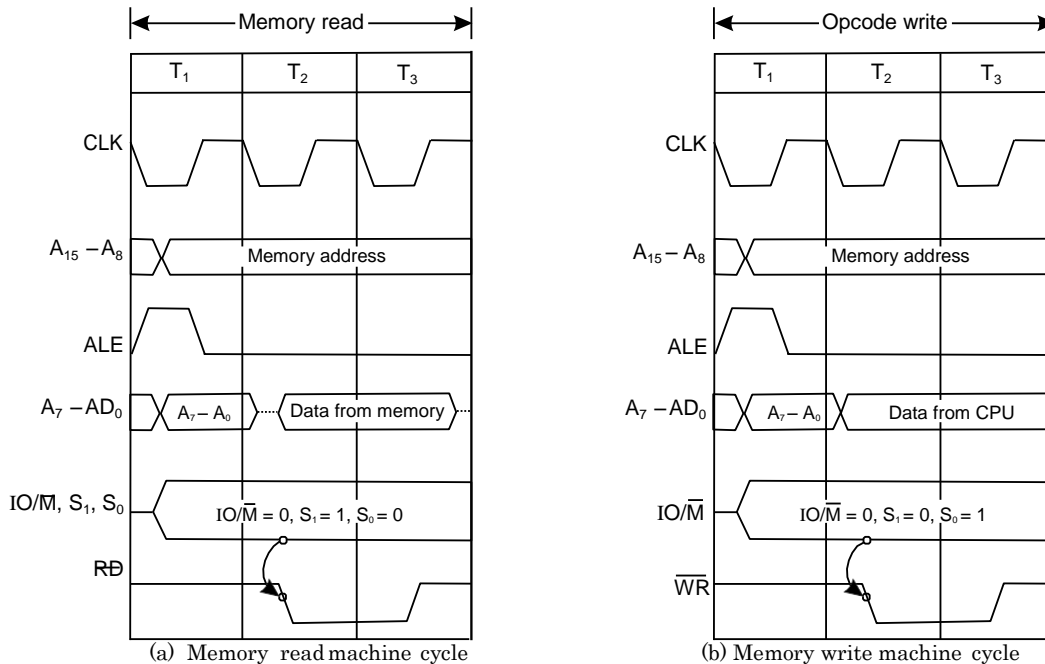 Memory read
T₁ T₂ T₃
CLK
A₁₅ – A₈
Memory address
ALE
A₇ – AD₀
A₇ – A₀
Data from memory
IO/M̅, S₁, S₀
IO/M̅ = 0, S₁ = 1, S₀ = 0
R̅D̅
(a) Memory read machine cycle
Opcode write
T₁ T₂ T₃
CLK
A₁₅ – A₈
Memory address
ALE
A₇ – AD₀
A₇ – A₀
Data from CPU
IO/M̅
IO/M̅ = 0, S₁ = 0, S₀ = 1
W̅R̅
(b) Memory write machine cycle